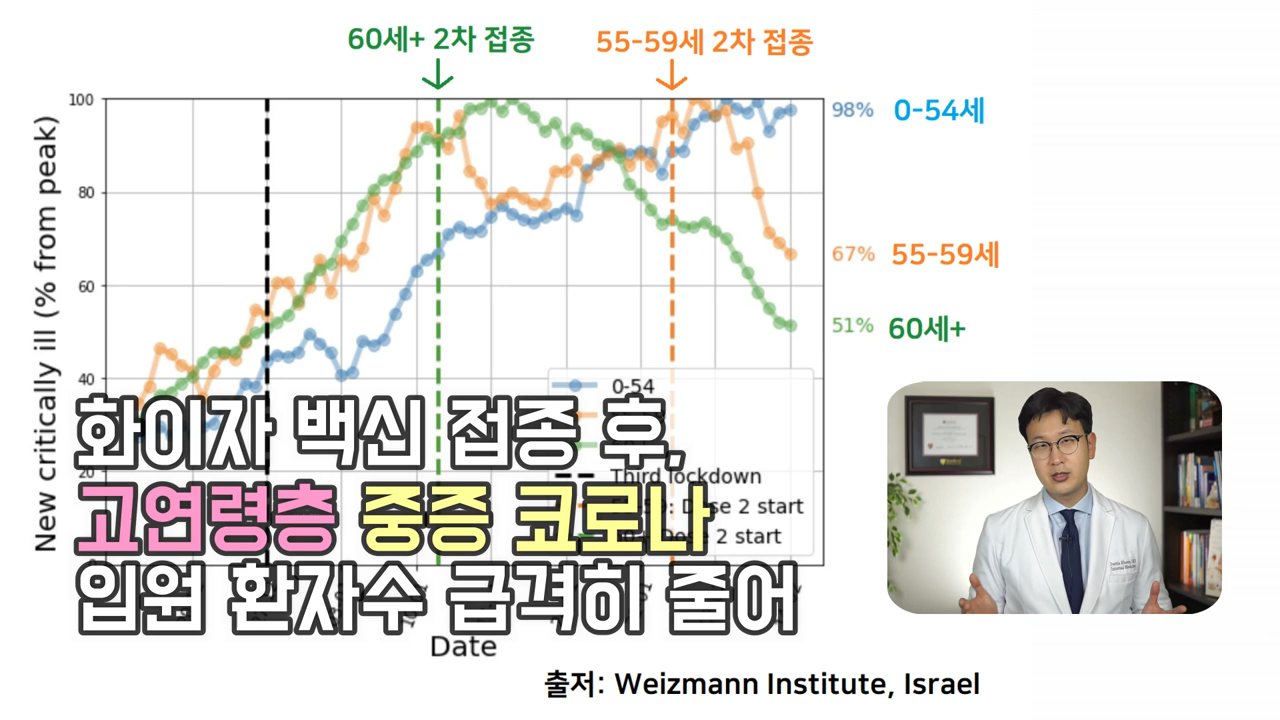 60세+ 2차 접종
55-59세 2차 접종
100
80
60
40
20
New critically ill (% from peak)
98% 0-54세
67% 55-59세
51% 60세+
0-54
Third lockdown
Dose 2 start
Dose 2 start
화이자 백신 접종 후,
고연령층 중증 코로나
입원 환자수 급격히 줄어
Date
출저: Weizmann Institute, Israel